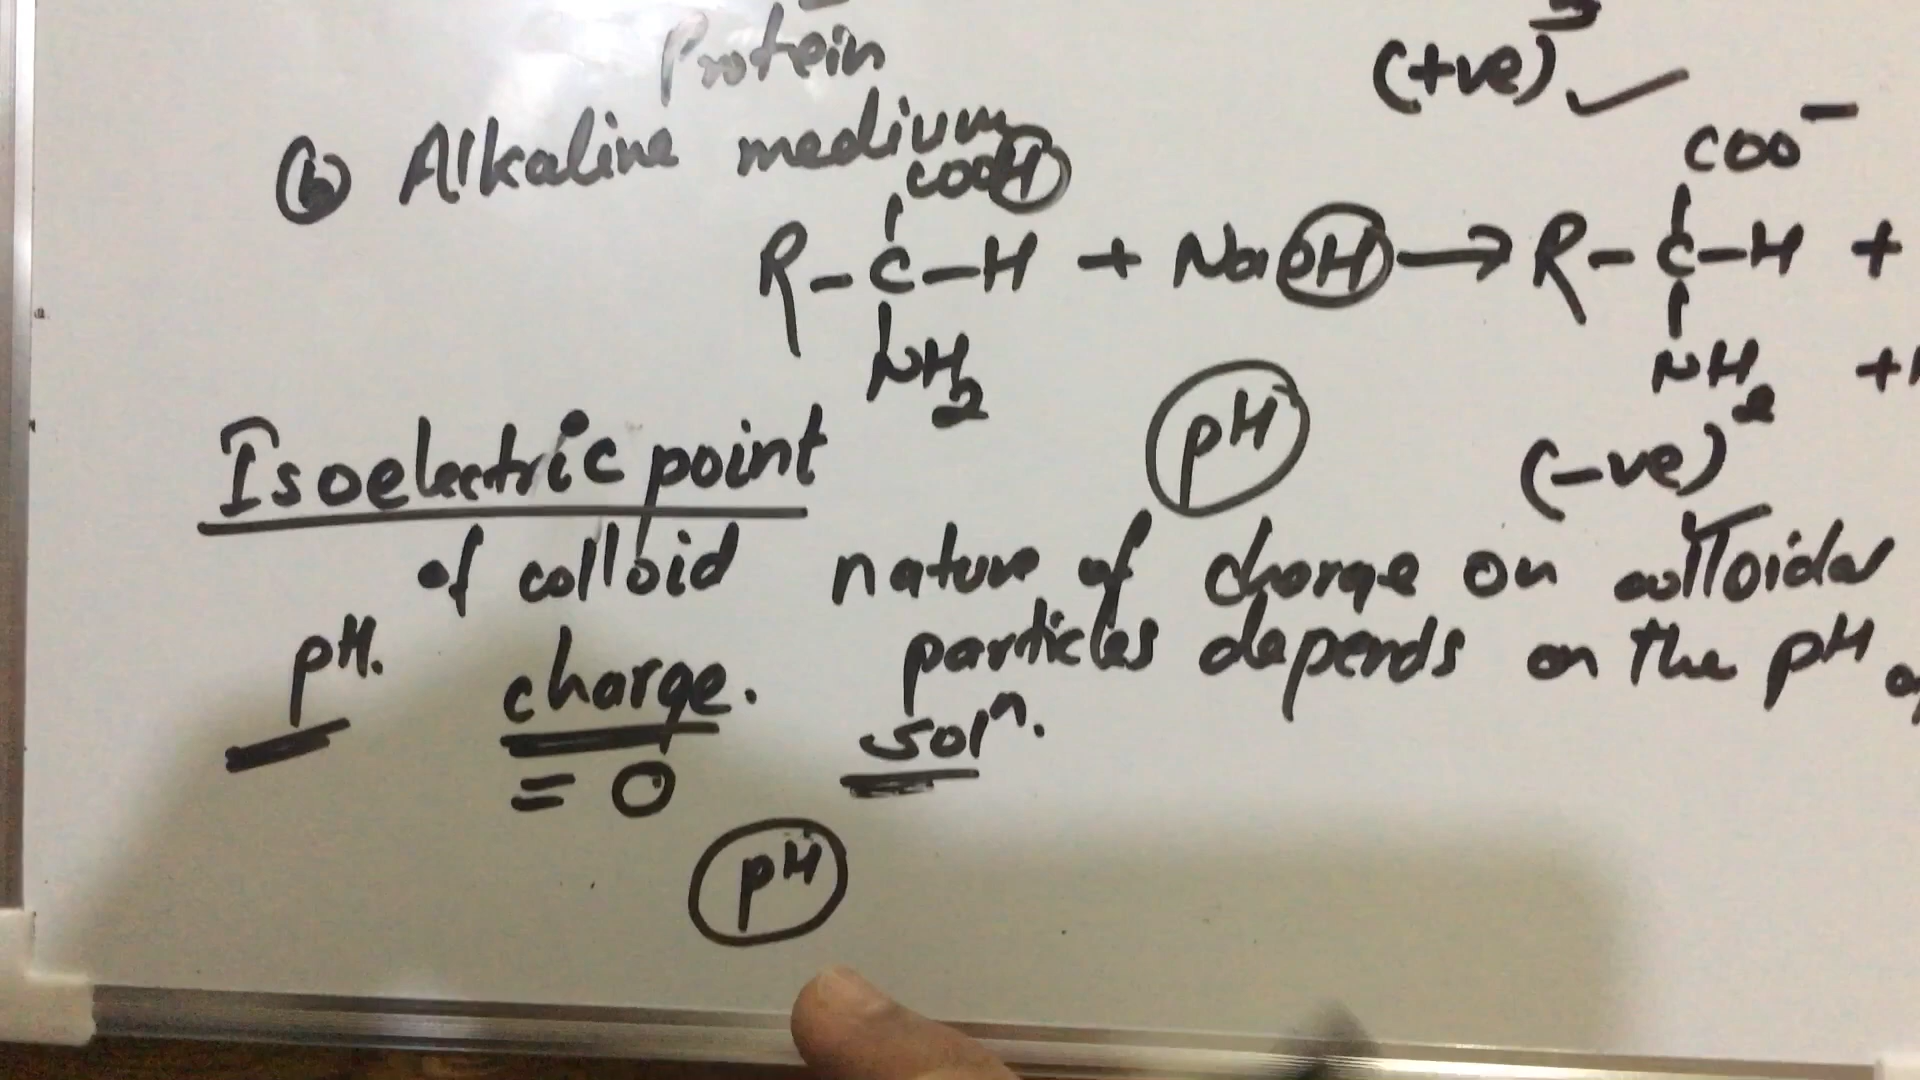 Protein
(+ve)
(b) Alkaline medium
COOH
COO⁻
R-C-H + NaOH → R-C-H +
NH2
NH2 +
Isoelectric point
pH
(-ve)
of colloid
nature of charge on colloidal
particles depends on the pH
solⁿ.
pH.
charge.
= 0
pH